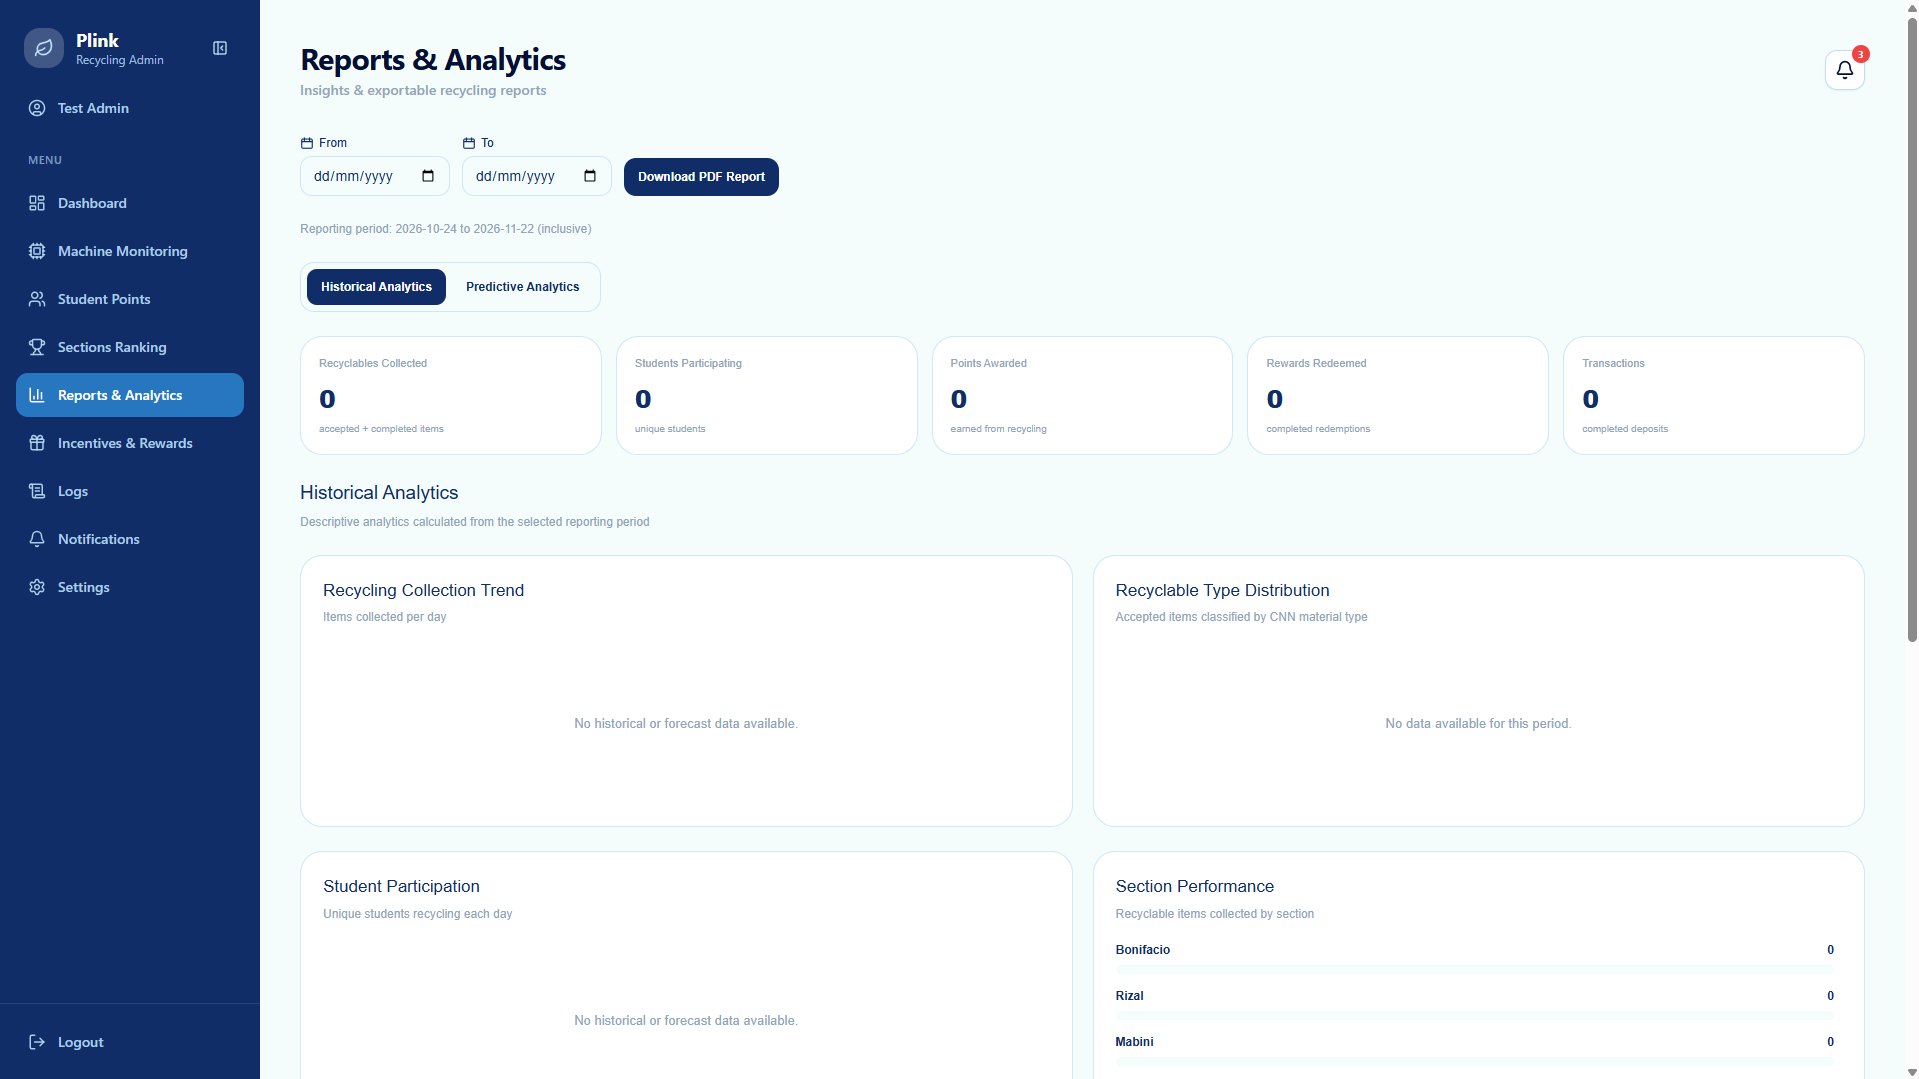 Plink
Recycling Admin
Test Admin
MENU
Dashboard
Machine Monitoring
Student Points
Sections Ranking
Reports & Analytics
Incentives & Rewards
Logs
Notifications
Settings
Logout
Reports & Analytics
Insights & exportable recycling reports
3
From
To
dd/mm/yyyy
dd/mm/yyyy
Download PDF Report
Reporting period: 2026-10-24 to 2026-11-22 (inclusive)
Historical Analytics
Predictive Analytics
Recyclables Collected
0
accepted + completed items
Students Participating
0
unique students
Points Awarded
0
earned from recycling
Rewards Redeemed
0
completed redemptions
Transactions
0
completed deposits
Historical Analytics
Descriptive analytics calculated from the selected reporting period
Recycling Collection Trend
Items collected per day
No historical or forecast data available.
Recyclable Type Distribution
Accepted items classified by CNN material type
No data available for this period.
Student Participation
Unique students recycling each day
No historical or forecast data available.
Section Performance
Recyclable items collected by section
Bonifacio 0
Rizal 0
Mabini 0